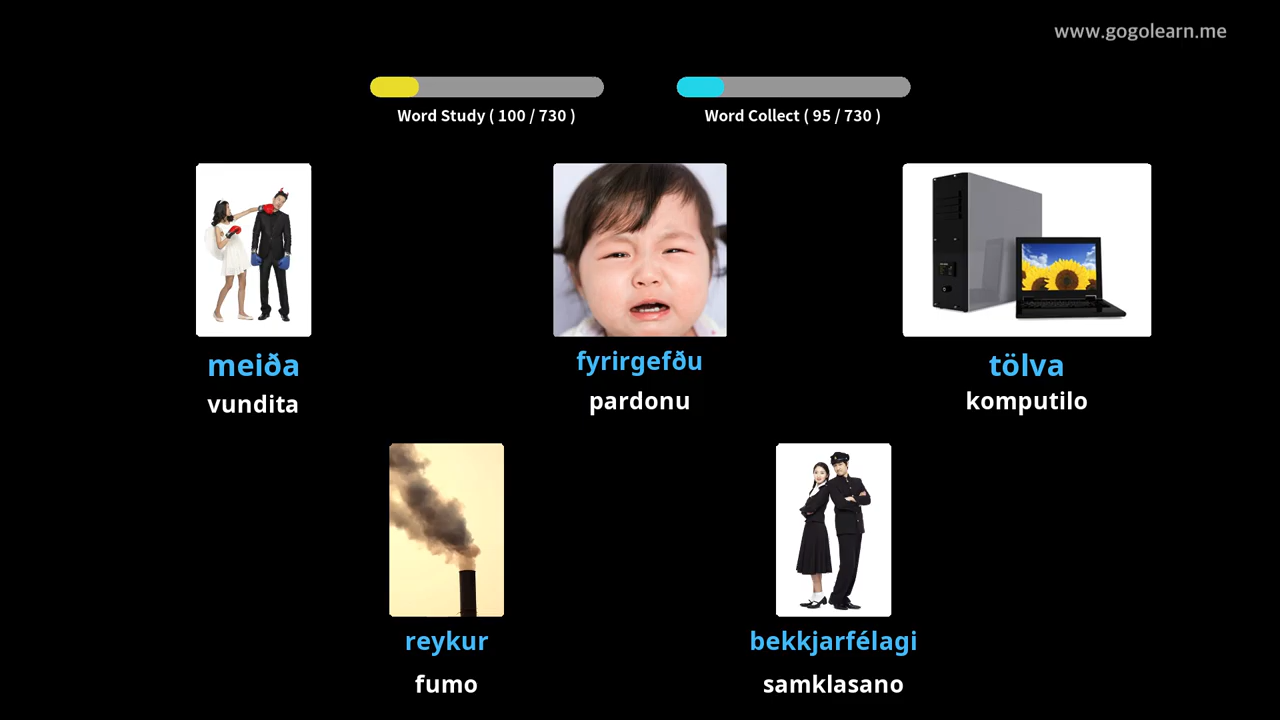 www.gogolearn.me
Word Study ( 100 / 730 )
Word Collect ( 95 / 730 )
meiða
vundita
fyrirgefðu
pardonu
tölva
komputilo
reykur
fumo
bekkjarfélagi
samklasano